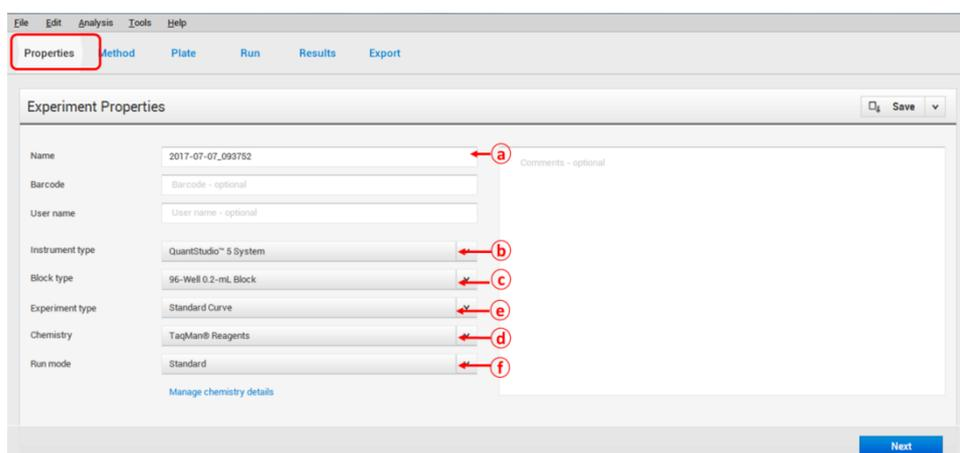 File Edit Analysis Tools Help
Properties Method Plate Run Results Export
Experiment Properties Save
Name 2017-07-07_093752 a Comments - optional
Barcode Barcode - optional
User name User name - optional
Instrument type QuantStudio™ 5 System b
Block type 96-Well 0.2-mL Block c
Experiment type Standard Curve e
Chemistry TaqMan® Reagents d
Run mode Standard f
Manage chemistry details
Next